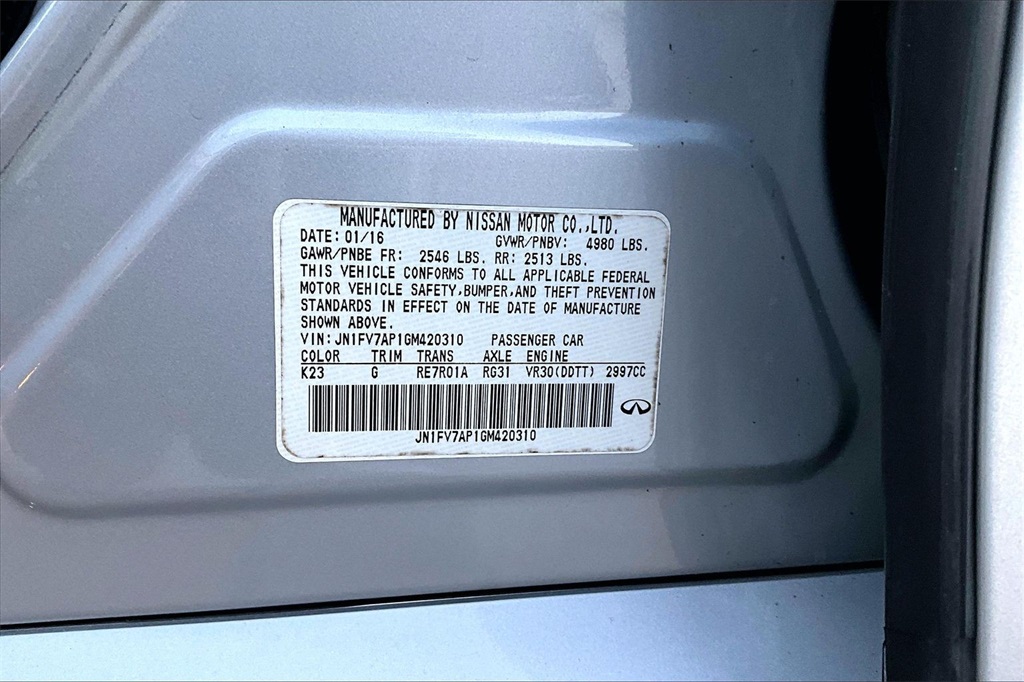 MANUFACTURED BY NISSAN MOTOR CO.,LTD.
DATE: 01/16 GVWR/PNBV: 4980 LBS.
GAWR/PNBE FR: 2546 LBS. RR: 2513 LBS.
THIS VEHICLE CONFORMS TO ALL APPLICABLE FEDERAL
MOTOR VEHICLE SAFETY,BUMPER,AND THEFT PREVENTION
STANDARDS IN EFFECT ON THE DATE OF MANUFACTURE
SHOWN ABOVE.
VIN:JN1FV7AP1GM420310 PASSENGER CAR
COLOR TRIM TRANS AXLE ENGINE
K23 G RE7R01A RG31 VR30(DDTT) 2997CC
JN1FV7AP1GM420310